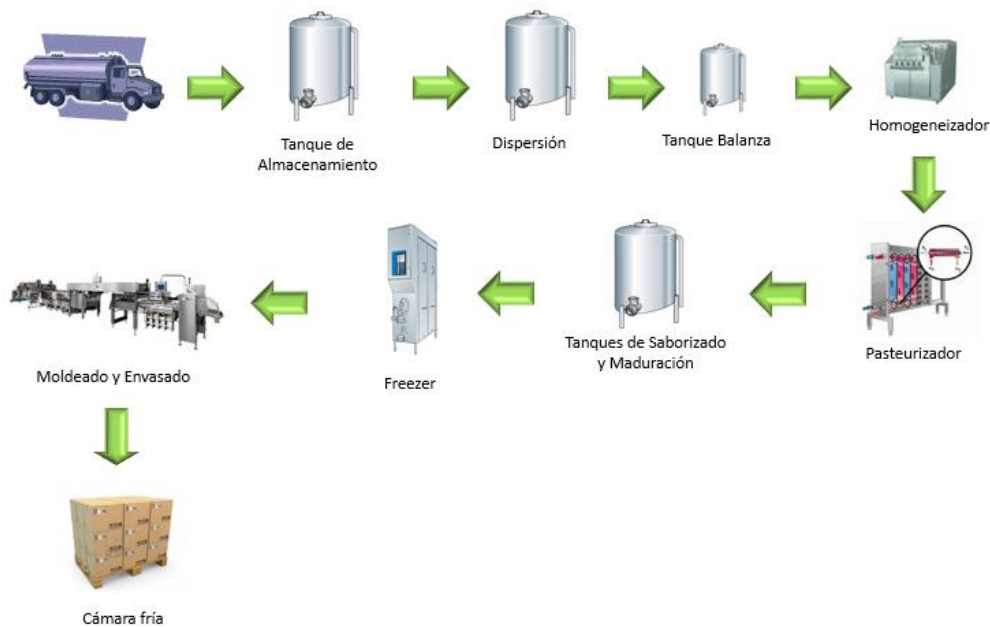 Tanque de
Almacenamiento
Dispersión
Tanque Balanza
Homogeneizador
Pasteurizador
Tanques de Saborizado
y Maduración
Freezer
Moldeado y Envasado
Cámara fría